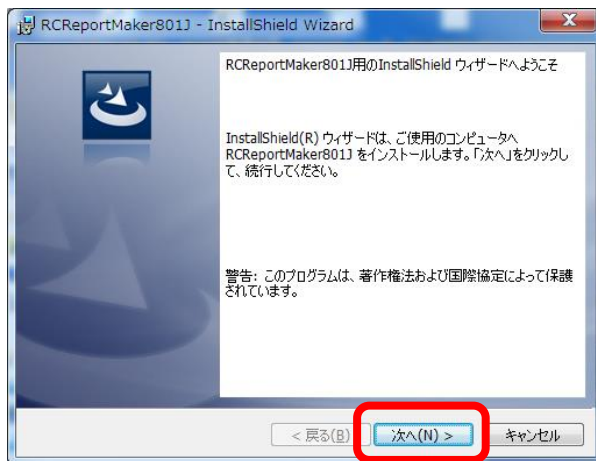 RCReportMaker801J - InstallShield Wizard
RCReportMaker801J用のInstallShield ウィザードへようこそ
InstallShield(R) ウィザードは、ご使用のコンピュータへ
RCReportMaker801J をインストールします。「次へ」をクリックし
て、続行してください。
警告: このプログラムは、著作権法および国際協定によって保護
されています。
< 戻る(B)
次へ(N) >
キャンセル